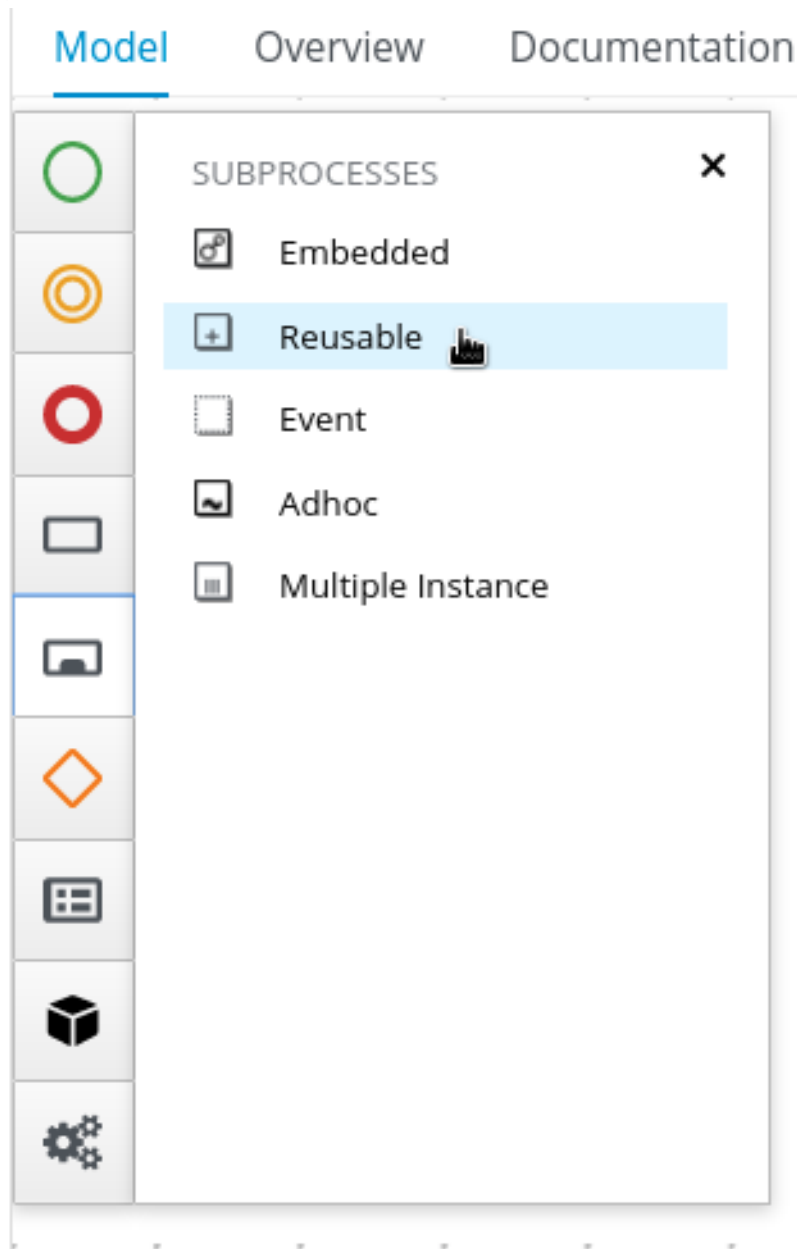 Model Overview Documentation
SUBPROCESSES
Embedded
Reusable
Event
Adhoc
Multiple Instance